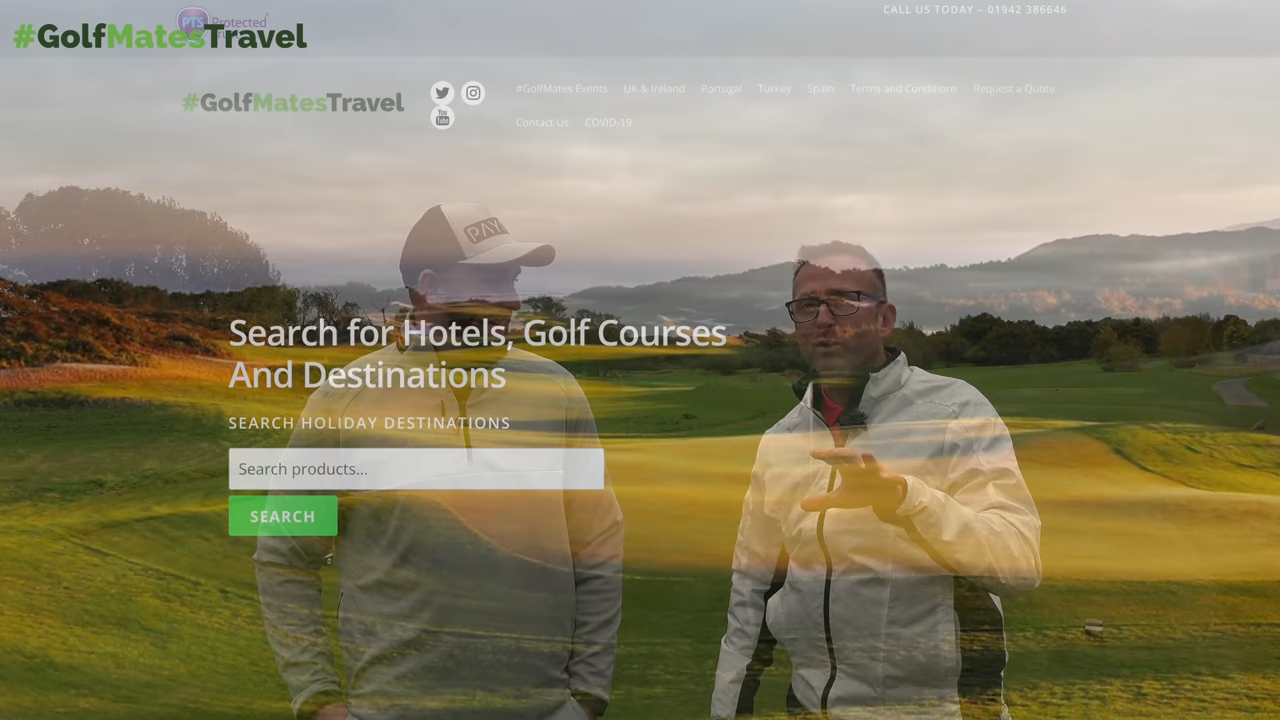 CALL US TODAY – 01942 386646
PTS Protected
#GolfMatesTravel
#GolfMatesTravel
You
Tube
#GolfMates Events UK & Ireland Portugal Turkey Spain Terms and Conditions Request a Quote
Contact Us COVID-19
PAY
Search for Hotels, Golf Courses
And Destinations
SEARCH HOLIDAY DESTINATIONS
Search products...
SEARCH